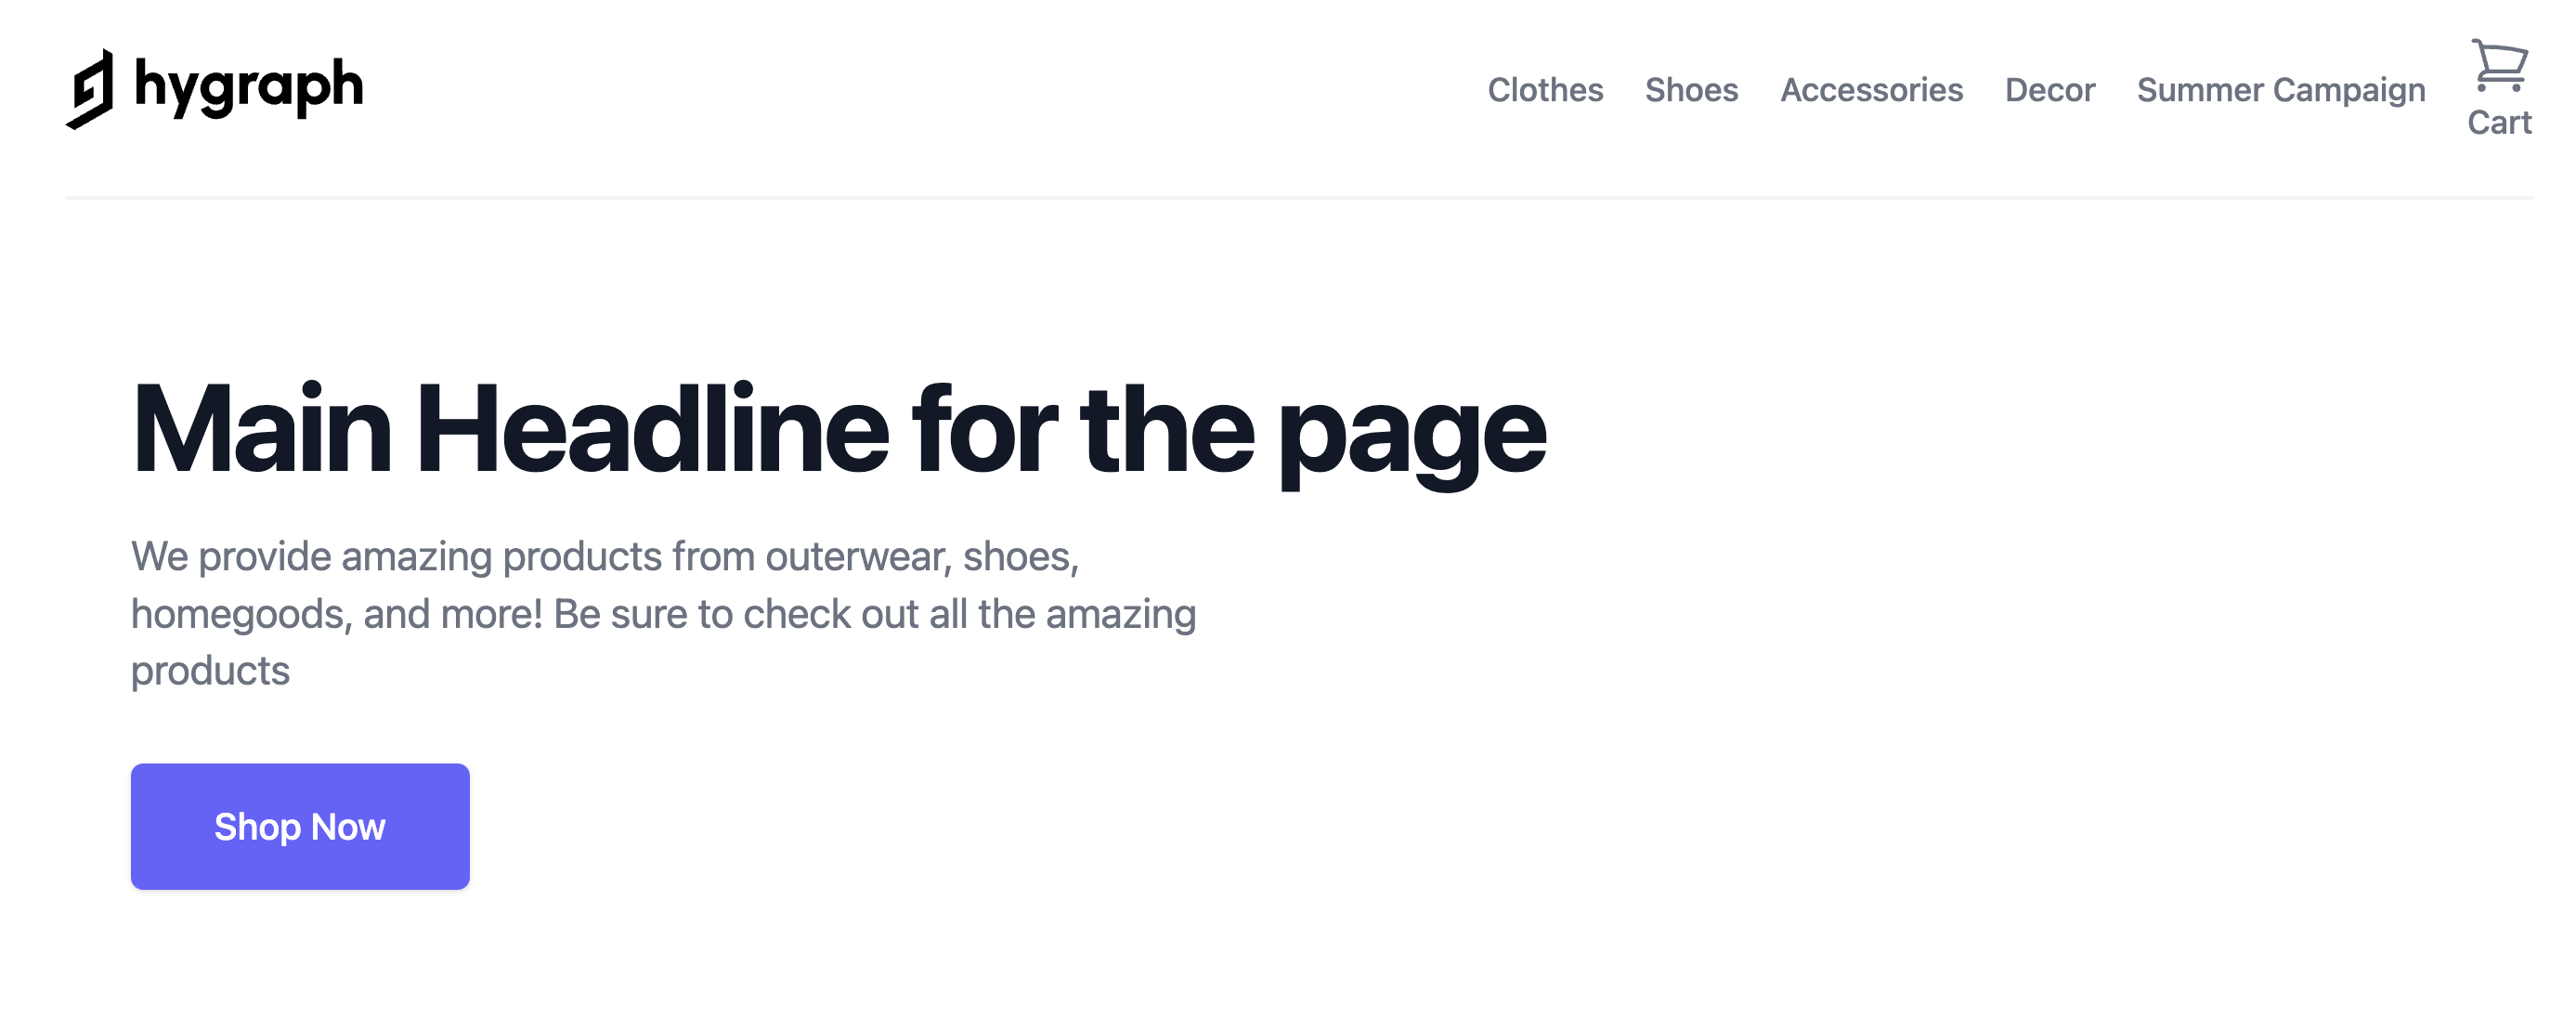 hygraph
Clothes Shoes Accessories Decor Summer Campaign Cart
Main Headline for the page
We provide amazing products from outerwear, shoes,
homegoods, and more! Be sure to check out all the amazing
products
Shop Now